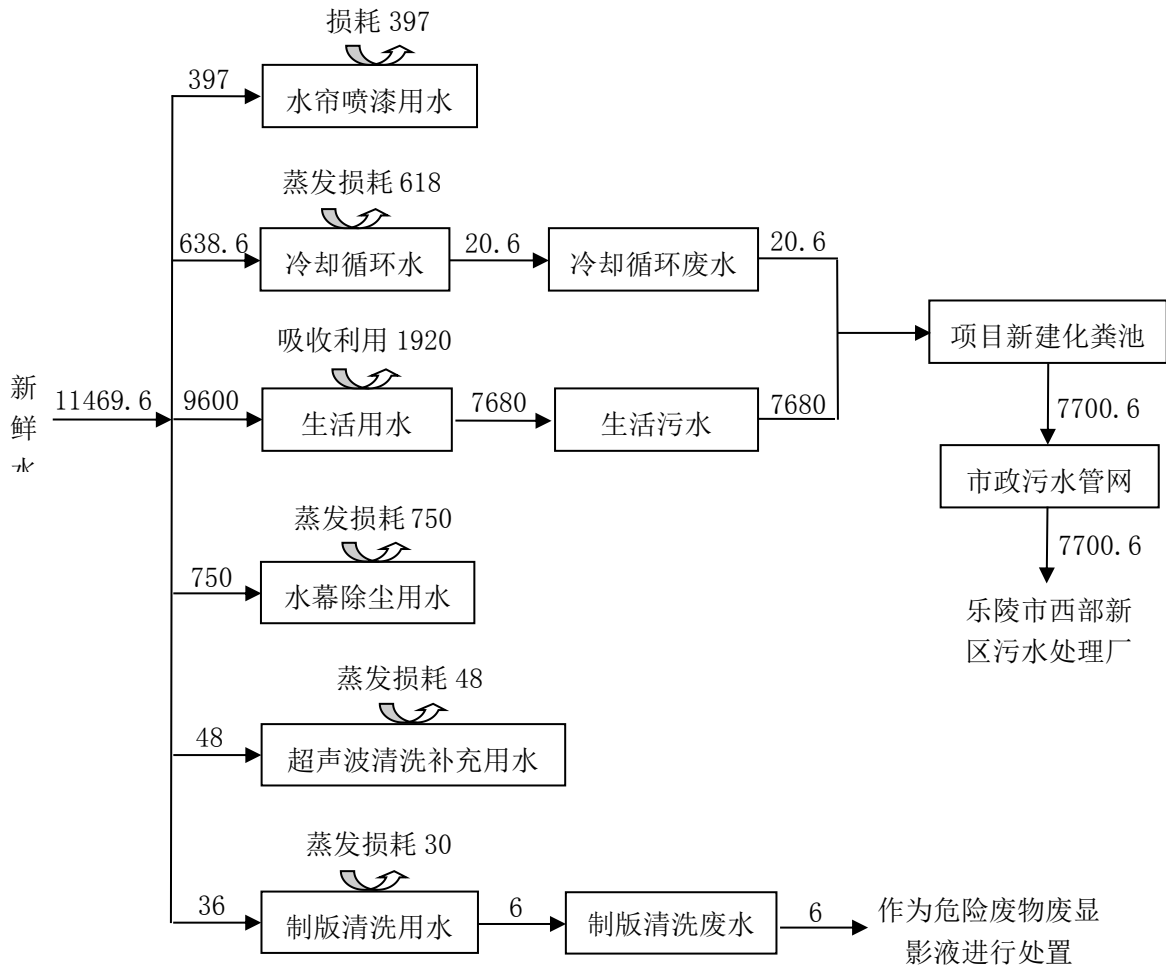 损耗 397
397
水帘喷漆用水
蒸发损耗 618
638.6
冷却循环水
20.6
冷却循环废水
20.6
吸收利用 1920
项目新建化粪池
新
鲜
水
11469.6
9600
生活用水
7680
生活污水
7680
7700.6
市政污水管网
蒸发损耗 750
7700.6
750
水幕除尘用水
乐陵市西部新
区污水处理厂
蒸发损耗 48
48
超声波清洗补充用水
蒸发损耗 30
36
制版清洗用水
6
制版清洗废水
6
作为危险废物废显
影液进行处置